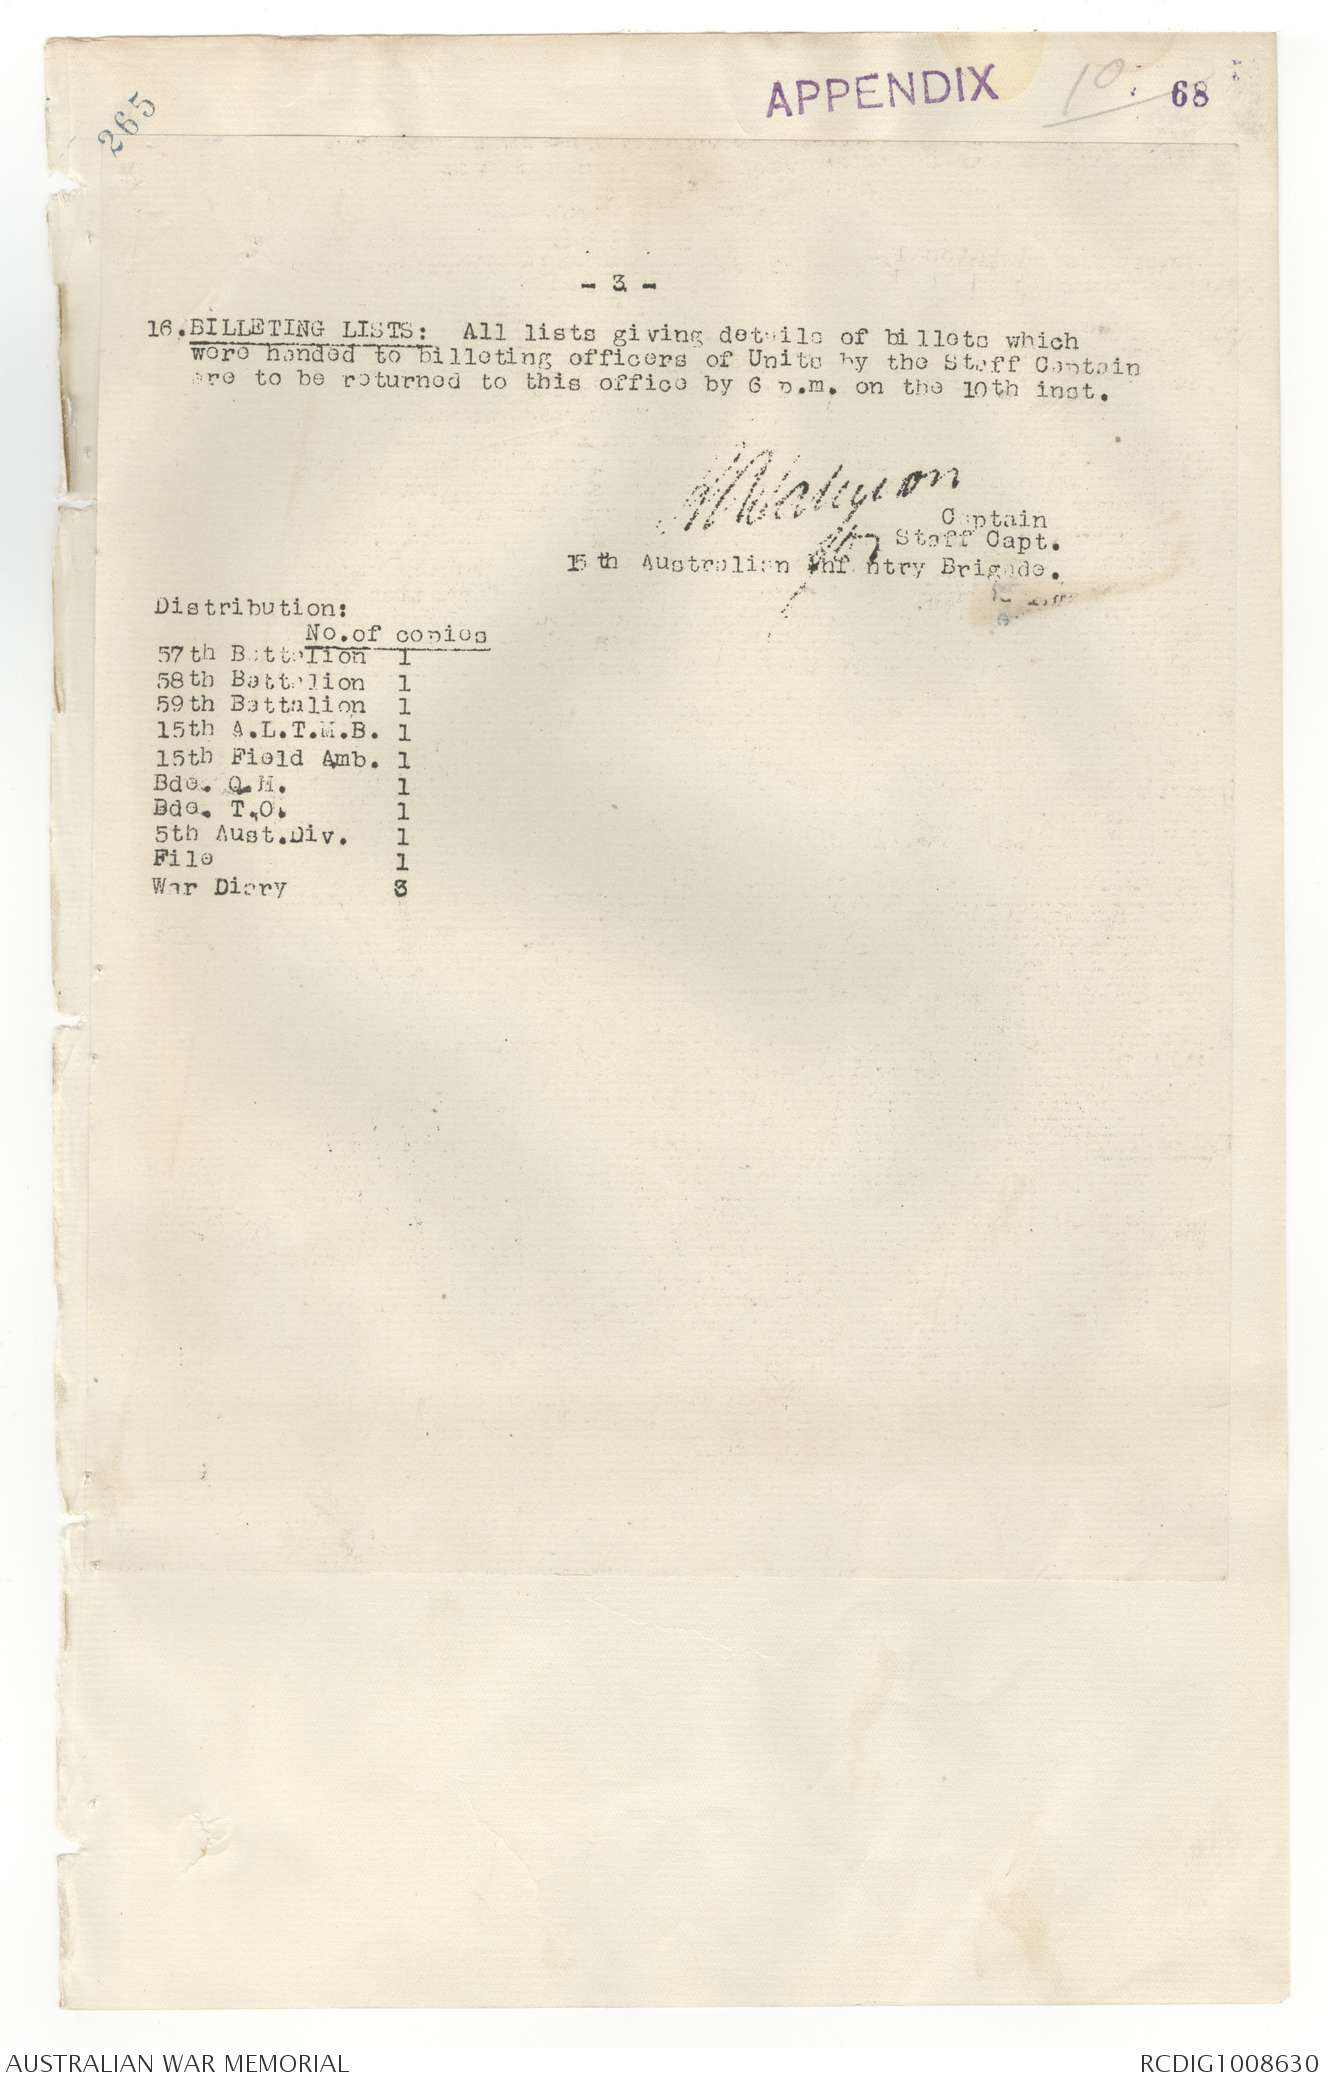 265
APPENDIX 10. 68
- 3 -
16. BILLETING LISTS: All lists giving details of billets which
were handed to billeting officers of Units by the Staff Captain
are to be returned to this office by 6 p.m. on the 10th inst.
Captain
Staff Capt.
15th Australian Infantry Brigade.
Distribution:
No.of copies
57th Battalion 1
58th Battalion 1
59th Battalion 1
15th A.L.T.M.B. 1
15th Field Amb. 1
Bde. Q.M. 1
Bde. T.O. 1
5th Aust.Div. 1
File 1
War Diary 3
AUSTRALIAN WAR MEMORIAL
RCDIG1008630